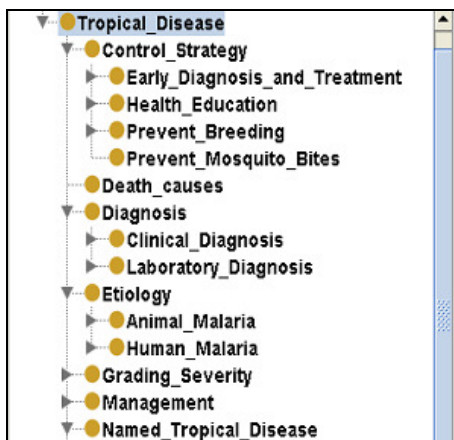 Tropical_Disease
Control_Strategy
Early_Diagnosis_and_Treatment
Health_Education
Prevent_Breeding
Prevent_Mosquito_Bites
Death_causes
Diagnosis
Clinical_Diagnosis
Laboratory_Diagnosis
Etiology
Animal_Malaria
Human_Malaria
Grading_Severity
Management
Named_Tropical_Disease